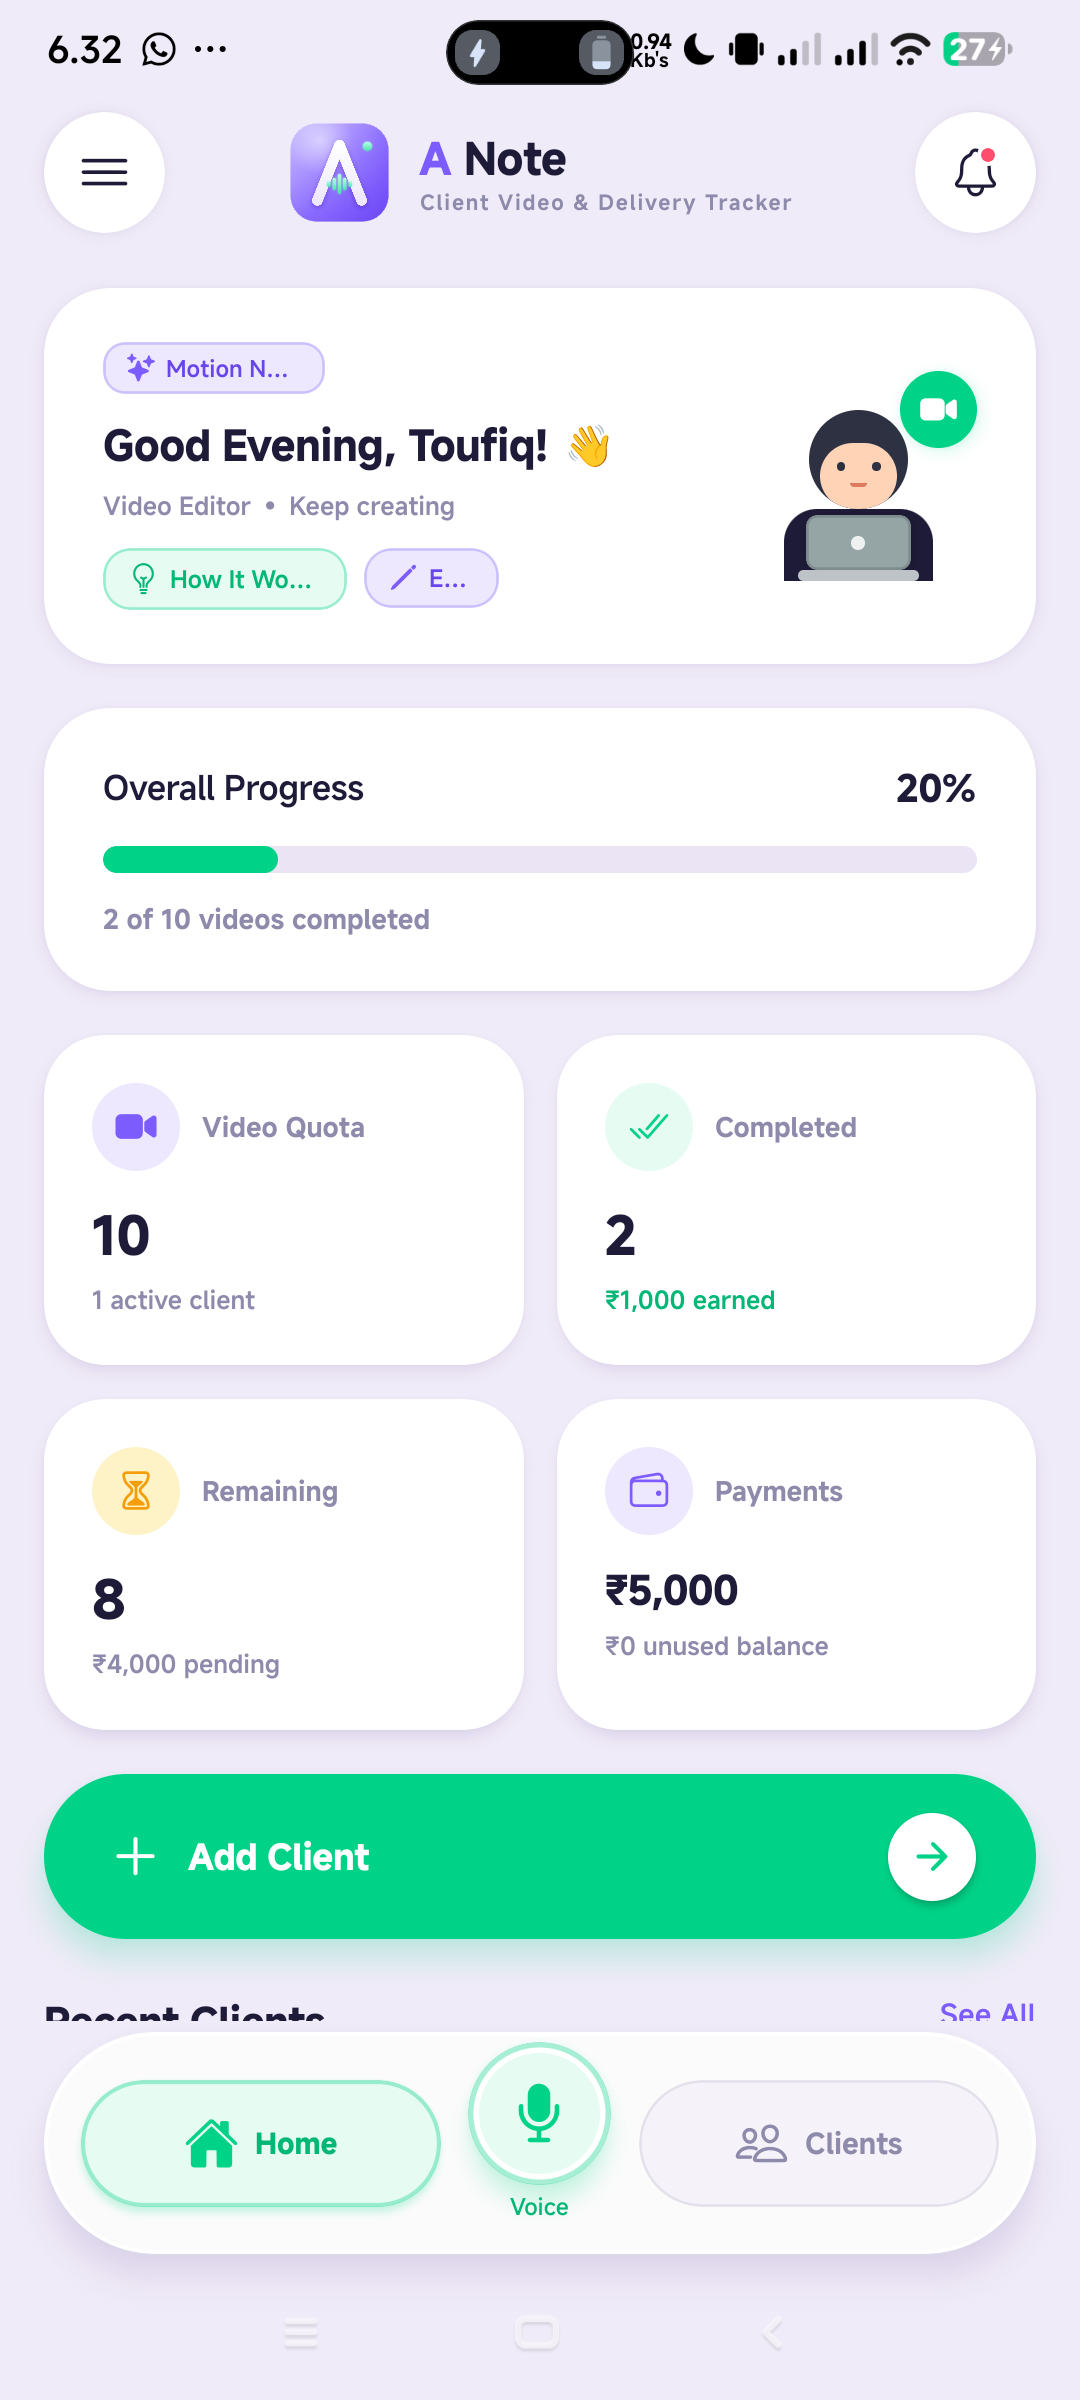 6.32 ...
0.94
Kb's
27
A Note
Client Video & Delivery Tracker
Motion N...
Good Evening, Toufiq! 👋
Video Editor • Keep creating
How It Wo...
E...
Overall Progress
20%
2 of 10 videos completed
Video Quota
10
1 active client
Completed
2
₹1,000 earned
Remaining
8
₹4,000 pending
Payments
₹5,000
₹0 unused balance
Add Client
Recent Clients
See All
Home
Voice
Clients